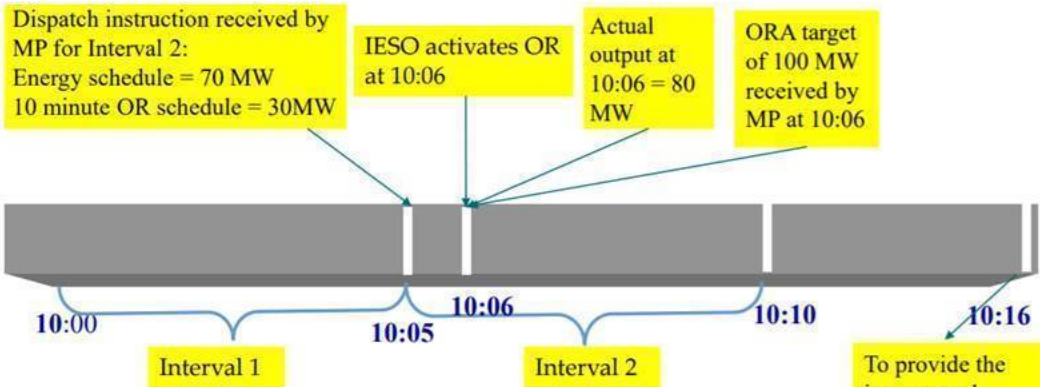 Dispatch instruction received by
MP for Interval 2:
Energy schedule = 70 MW
10 minute OR schedule = 30MW
IESO activates OR
at 10:06
Actual
output at
10:06 = 80
MW
ORA target
of 100 MW
received by
MP at 10:06
10:00
10:05
10:06
10:10
10:16
Interval 1
Interval 2
To provide the